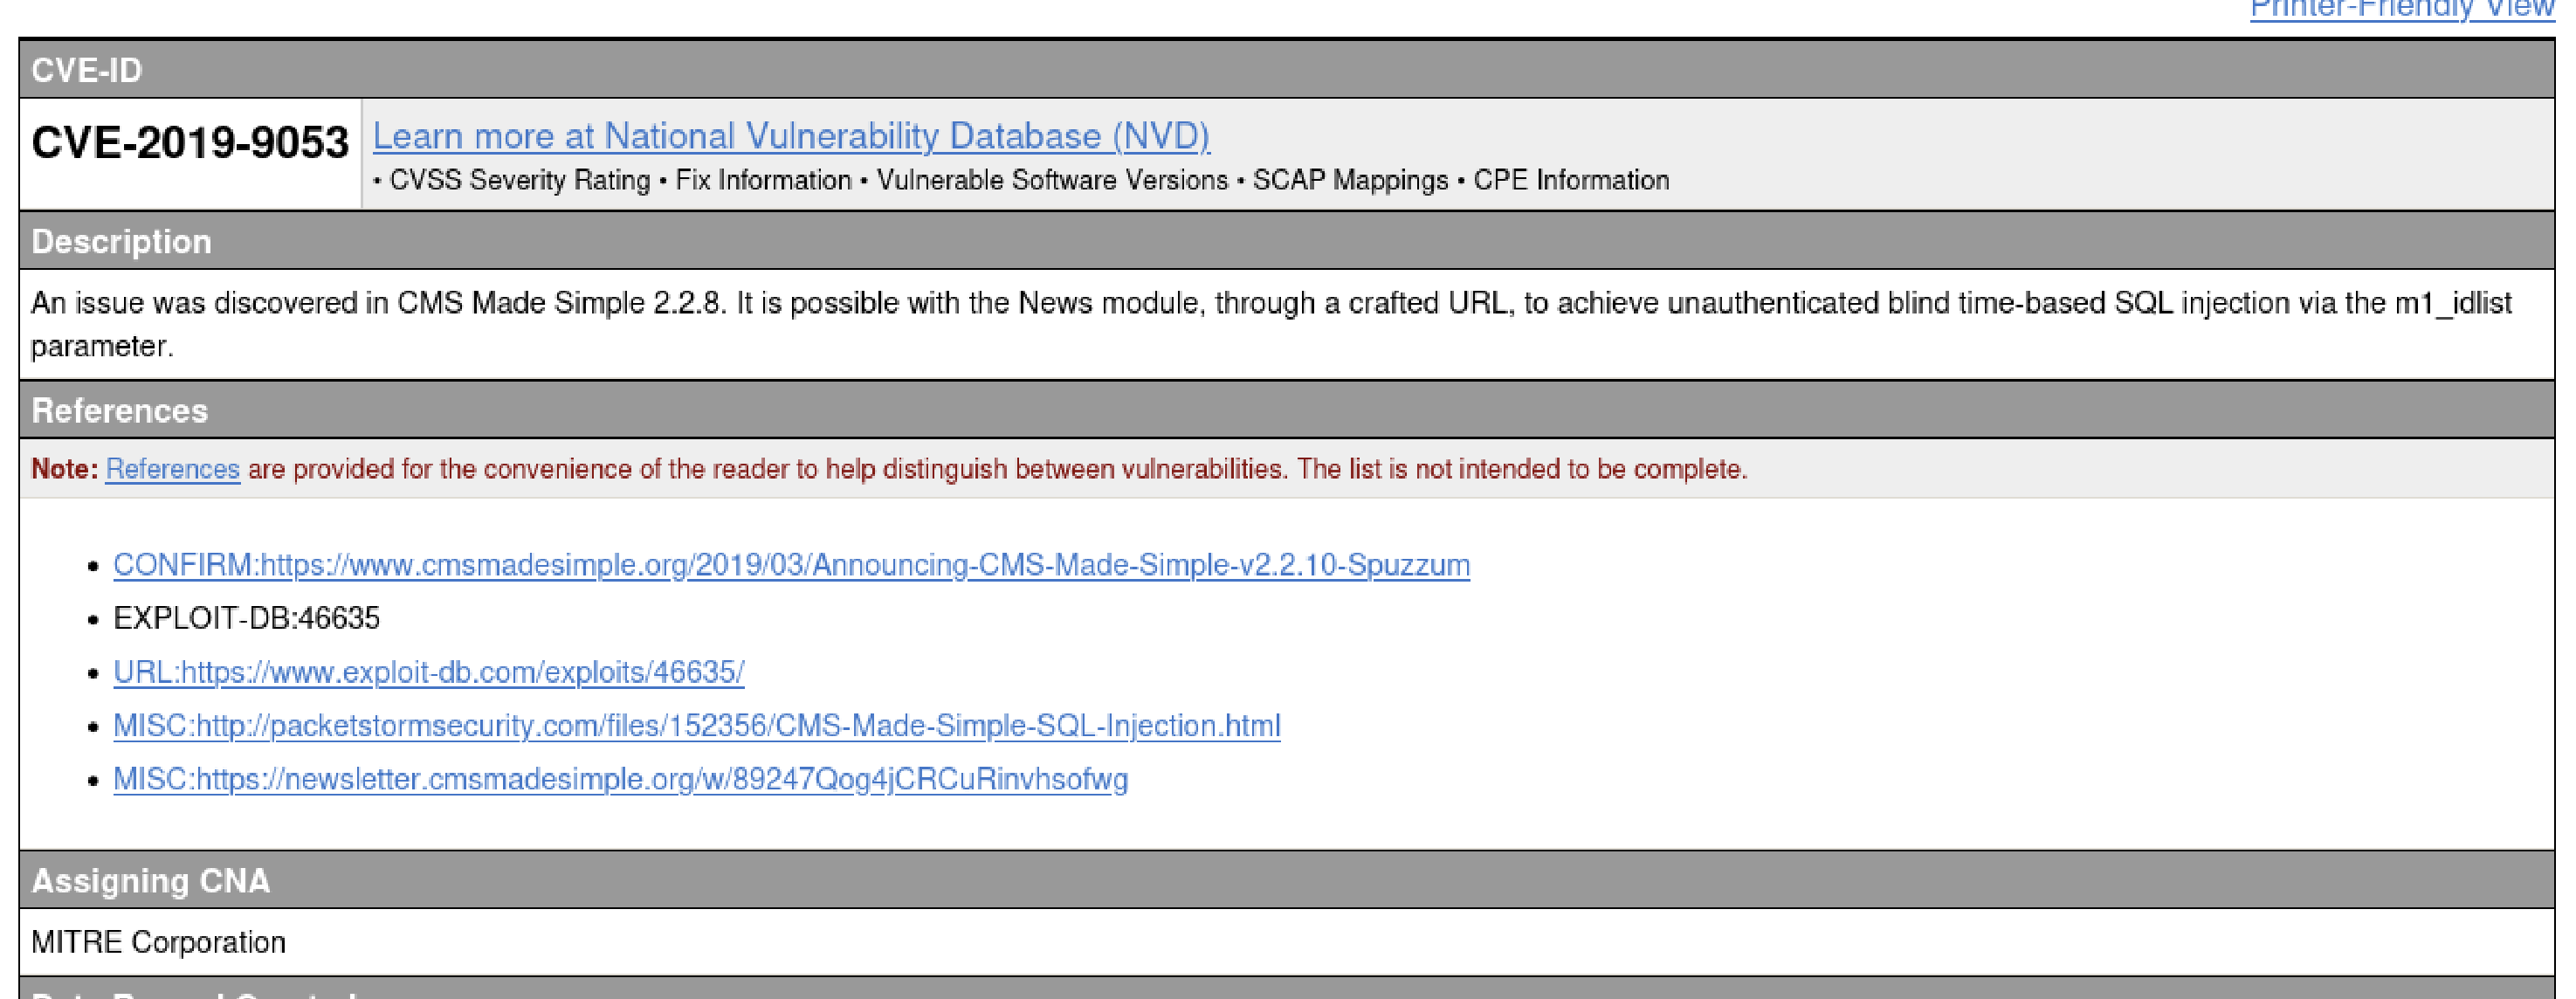 Printer-Friendly View
CVE-ID
CVE-2019-9053
Learn more at National Vulnerability Database (NVD)
• CVSS Severity Rating • Fix Information • Vulnerable Software Versions • SCAP Mappings • CPE Information
Description
An issue was discovered in CMS Made Simple 2.2.8. It is possible with the News module, through a crafted URL, to achieve unauthenticated blind time-based SQL injection via the m1_idlist
parameter.
References
Note: References are provided for the convenience of the reader to help distinguish between vulnerabilities. The list is not intended to be complete.
• CONFIRM:https://www.cmsmadesimple.org/2019/03/Announcing-CMS-Made-Simple-v2.2.10-Spuzzum
• EXPLOIT-DB:46635
• URL:https://www.exploit-db.com/exploits/46635/
• MISC:http://packetstormsecurity.com/files/152356/CMS-Made-Simple-SQL-Injection.html
• MISC:https://newsletter.cmsmadesimple.org/w/89247Qog4jCRCuRinvhsofwg
Assigning CNA
MITRE Corporation